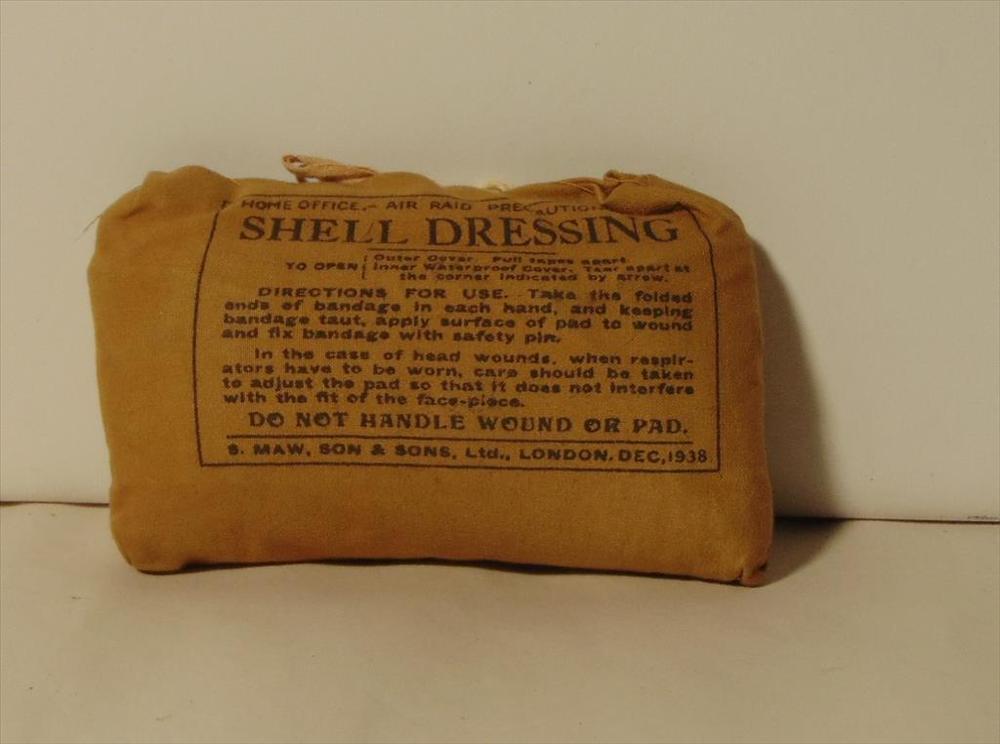 HOME OFFICE.- AIR RAID PRECAUTIO
SHELL DRESSING
TO OPEN { Outer Cover. Pull tapes apart.
Inner Waterproof Cover. Tear apart at
the corner indicated by arrow.
DIRECTIONS FOR USE. Take the folded
ends of bandage in each hand, and keeping
bandage taut, apply surface of pad to wound
and fix bandage with safety pin.
In the case of head wounds, when respir-
ators have to be worn, care should be taken
to adjust the pad so that it does not interfere
with the fit of the face-piece.
DO NOT HANDLE WOUND OR PAD.
S. MAW, SON & SONS, Ltd., LONDON. DEC, 1938